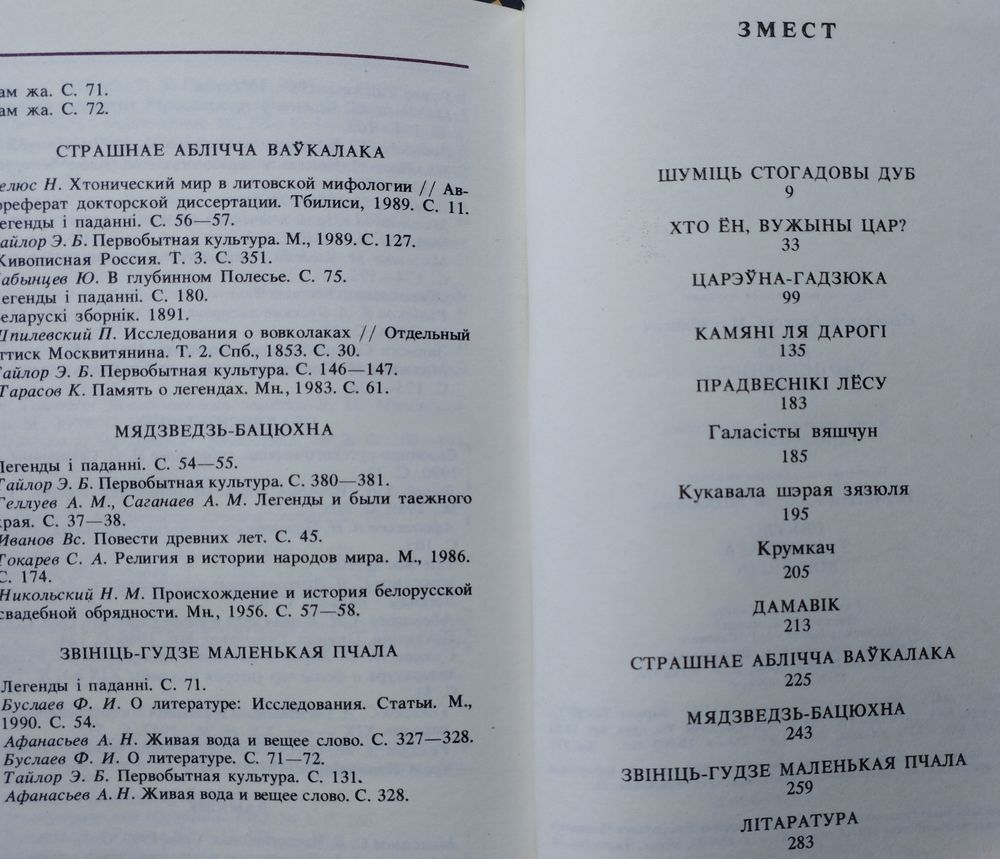 ам жа. С. 71.
ам жа. С. 72.
СТРАШНАЕ АБЛІЧЧА ВАЎКАЛАКА
елюс Н. Хтонический мир в литовской мифологии // Ав-
ореферат докторской диссертации. Тбилиси, 1989. С. 11.
егенды і паданні. С. 56—57.
айлор Э. Б. Первобытная культура. М., 1989. С. 127.
Живописная Россия. Т. 3. С. 351.
абынцев Ю. В глубинном Полесье. С. 75.
егенды і паданні. С. 180.
еларускі зборнік. 1891.
Шпилевский П. Исследования о вовколаках // Отдельный
ттиск Москвитянина. Т. 2. Спб., 1853. С. 30.
айлор Э. Б. Первобытная культура. С. 146—147.
Тарасов К. Память о легендах. Мн., 1983. С. 61.
МЯДЗВЕДЗЬ-БАЦЮХНА
Легенды і паданні. С. 54—55.
Тайлор Э. Б. Первобытная культура. С. 380—381.
Геллуев А. М., Саганаев А. М. Легенды и были таежного
края. С. 37—38.
Иванов Вс. Повести древних лет. С. 45.
Токарев С. А. Религия в истории народов мира. М., 1986.
С. 174.
Никольский Н. М. Происхождение и история белорусской
свадебной обрядности. Мн., 1956. С. 57—58.
ЗВІНІЦЬ-ГУДЗЕ МАЛЕНЬКАЯ ПЧАЛА
Легенды і паданні. С. 71.
Буслаев Ф. И. О литературе: Исследования. Статьи. М.,
1990. С. 54.
Афанасьев А. Н. Живая вода и вещее слово. С. 327—328.
Буслаев Ф. И. О литературе. С. 71—72.
Тайлор Э. Б. Первобытная культура. С. 131.
Афанасьев А. Н. Живая вода и вещее слово. С. 328.
ЗМЕСТ
ШУМІЦЬ СТОГАДОВЫ ДУБ
9
ХТО ЁН, ВУЖЫНЫ ЦАР?
33
ЦАРЭЎНА-ГАДЗЮКА
99
КАМЯНІ ЛЯ ДАРОГІ
135
ПРАДВЕСНІКІ ЛЁСУ
183
Галасісты вяшчун
185
Кукавала шэрая зязюля
195
Крумкач
205
ДАМАВІК
213
СТРАШНАЕ АБЛІЧЧА ВАЎКАЛАКА
225
МЯДЗВЕДЗЬ-БАЦЮХНА
243
ЗВІНІЦЬ-ГУДЗЕ МАЛЕНЬКАЯ ПЧАЛА
259
ЛІТАРАТУРА
283